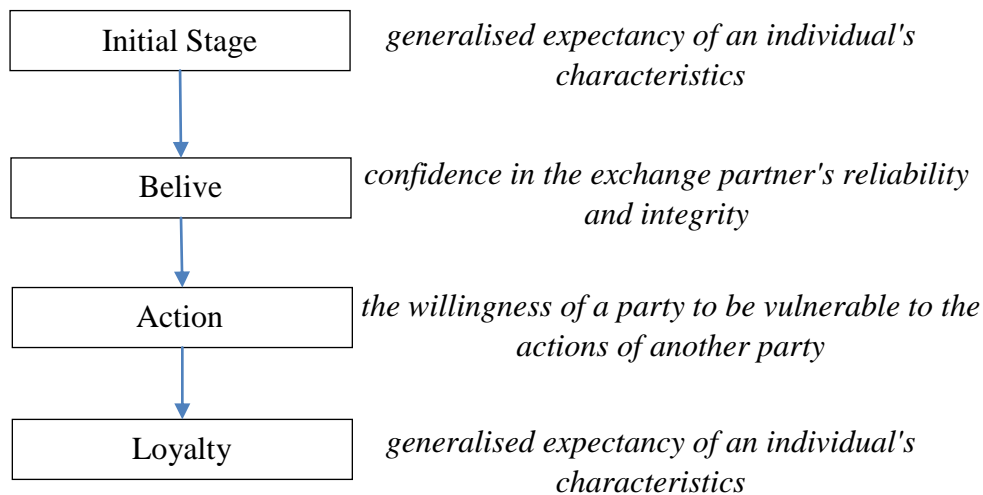 Initial Stage
generalised expectancy of an individual's
characteristics
Belive
confidence in the exchange partner's reliability
and integrity
Action
the willingness of a party to be vulnerable to the
actions of another party
Loyalty
generalised expectancy of an individual's
characteristics